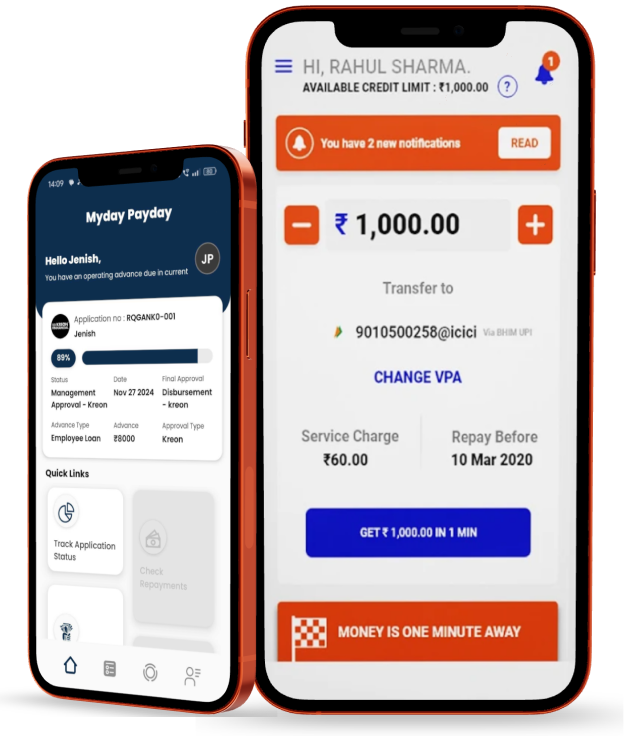 14:09
Myday Payday
Hello Jenish,
JP
You have an operating advance due in current
Application no : RQGANK0-001
Jenish
89%
Status
Date
Final Approval
Management
Approval - Kreon
Nov 27 2024
Disbursement
- kreon
Advance Type
Advance
Approval Type
Employee Loan
₹8000
Kreon
Quick Links
Track Application
Status
Check
Repayments
HI, RAHUL SHARMA.
1
AVAILABLE CREDIT LIMIT : ₹1,000.00
?
You have 2 new notifications
READ
₹ 1,000.00
Transfer to
9010500258@icici Via BHIM UPI
CHANGE VPA
Service Charge
₹60.00
Repay Before
10 Mar 2020
GET ₹ 1,000.00 IN 1 MIN
MONEY IS ONE MINUTE AWAY